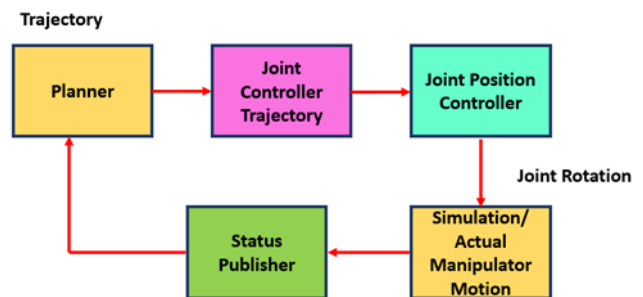 Trajectory
Planner
Joint
Controller
Trajectory
Joint Position
Controller
Joint Rotation
Status
Publisher
Simulation/
Actual
Manipulator
Motion